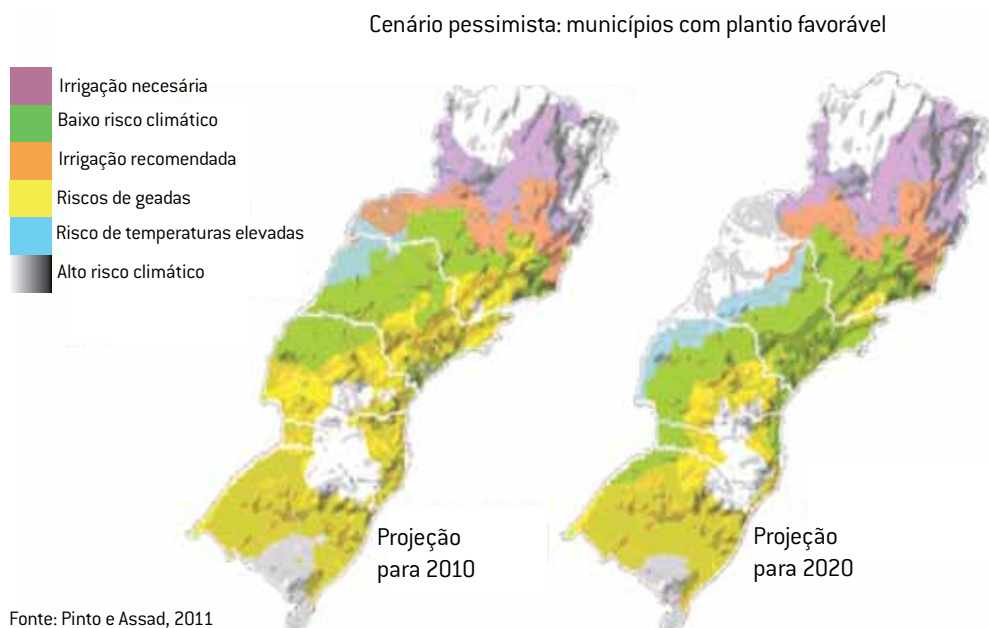 Cenário pessimista: municípios com plantio favorável
Irrigação necesária
Baixo risco climático
Irrigação recomendada
Riscos de geadas
Risco de temperaturas elevadas
Alto risco climático
Projeção
para 2010
Projeção
para 2020
Fonte: Pinto e Assad, 2011